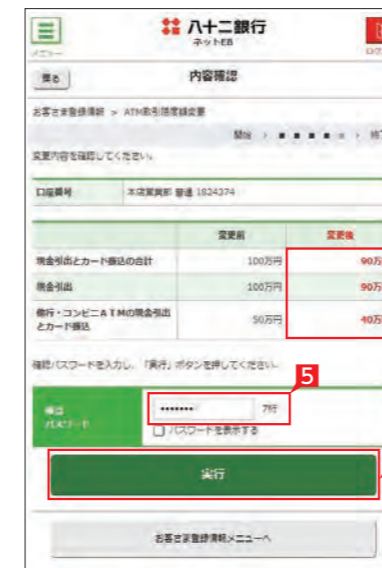 八十二銀行
ネットEB
メニュー
戻る
内容確認
お客さま登録情報 > ATM取引限度額変更
開始 > ■ ■ ■ ■ ■ >
変更内容を確認してください。
口座番号 本店営業部 普通 1824374
変更前 変更後
現金引出とカード振込の合計 100万円 90万
現金引出 100万円 90万
他行・コンビニATMの現金引出とカード振込 50万円 40万
確認パスワードを入力し、「実行」ボタンを押してください。
5
確認パスワード ••••••• 7桁
パスワードを表示する
実行
お客さま登録情報メニューへ